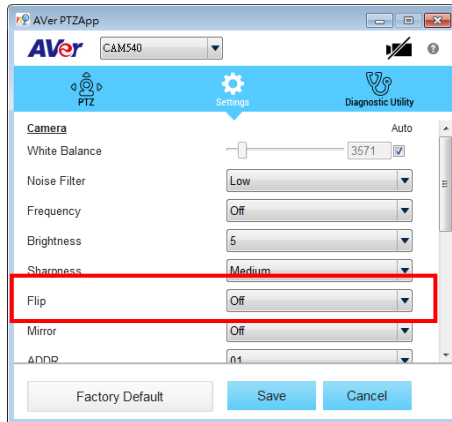 AVer PTZApp
AVer CAM540
PTZ Settings Diagnostic Utility
Camera Auto
White Balance 3571
Noise Filter Low
Frequency Off
Brightness 5
Sharpness Medium
Flip Off
Mirror Off
ADDR 01
Factory Default Save Cancel